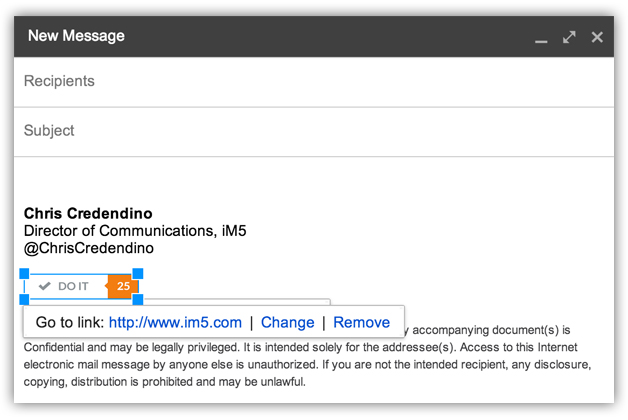 New Message
Recipients
Subject
Chris Credendino
Director of Communications, iM5
@ChrisCredendino
DO IT 25
Go to link: http://www.im5.com | Change | Remove
accompanying document(s) is
Confidential and may be legally privileged. It is intended solely for the addressee(s). Access to this Internet
electronic mail message by anyone else is unauthorized. If you are not the intended recipient, any disclosure,
copying, distribution is prohibited and may be unlawful.